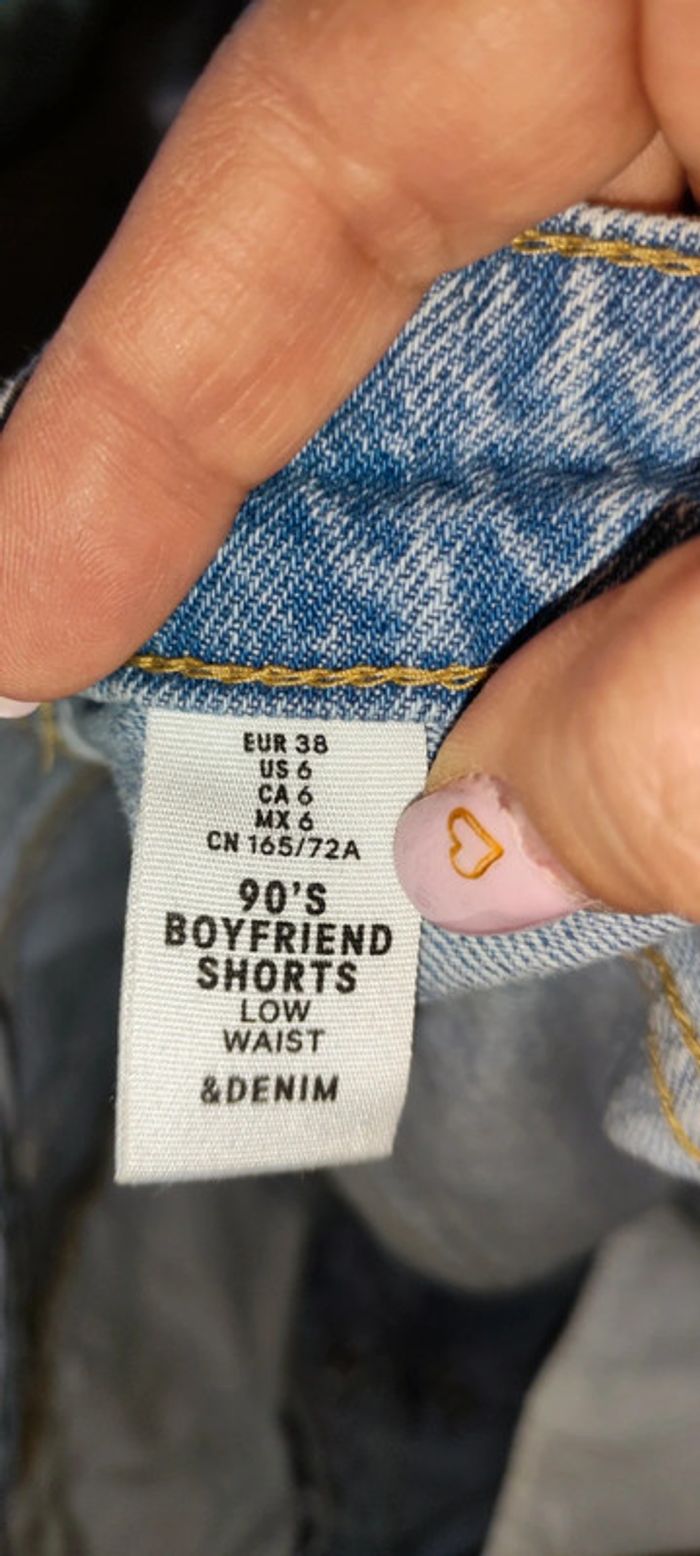 EUR 38
US 6
CA 6
MX 6
CN 165/72A
90'S
BOYFRIEND
SHORTS
LOW
WAIST
&DENIM